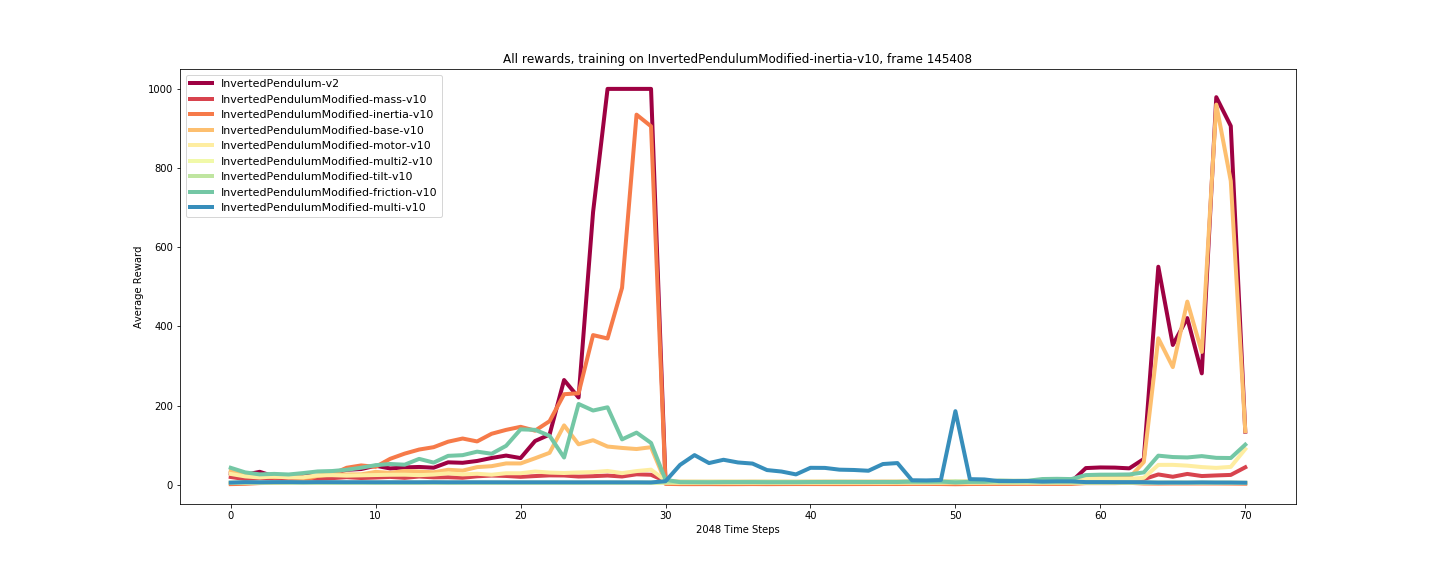 All rewards, training on InvertedPendulumModified-inertia-v10, frame 145408
InvertedPendulum-v2
InvertedPendulumModified-mass-v10
InvertedPendulumModified-inertia-v10
InvertedPendulumModified-base-v10
InvertedPendulumModified-motor-v10
InvertedPendulumModified-multi2-v10
InvertedPendulumModified-tilt-v10
InvertedPendulumModified-friction-v10
InvertedPendulumModified-multi-v10
1000
800
600
400
200
0
Average Reward
0 10 20 30 40 50 60 70
2048 Time Steps